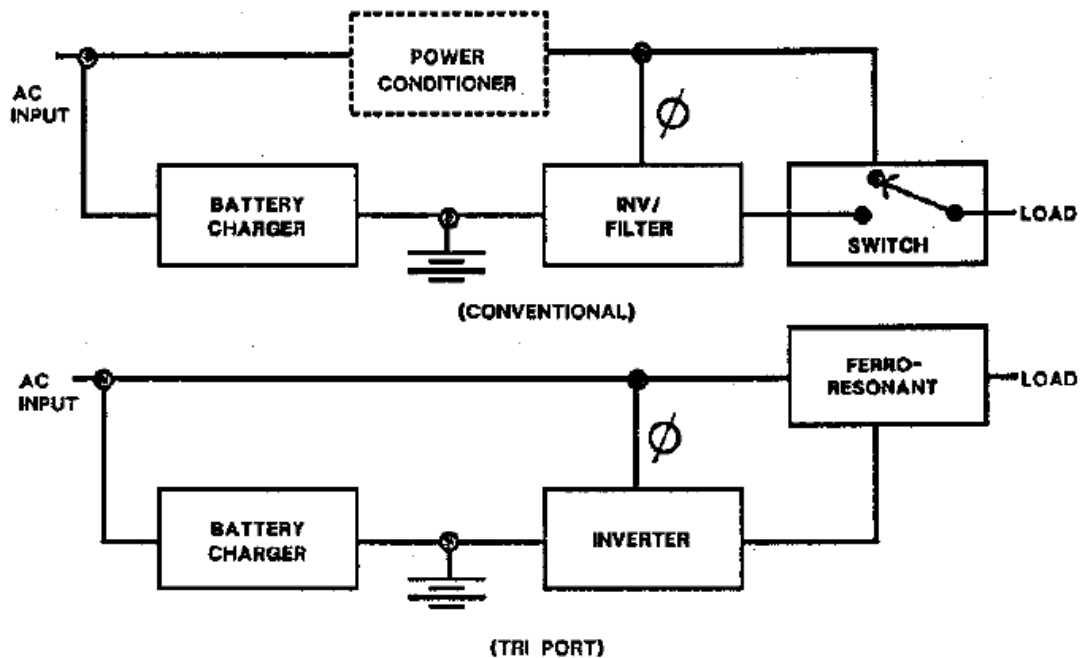 POWER
CONDITIONER
AC
INPUT
Ø
BATTERY
CHARGER
INV/
FILTER
SWITCH
LOAD
(CONVENTIONAL)
AC
INPUT
FERRO-
RESONANT
LOAD
Ø
BATTERY
CHARGER
INVERTER
(TRI PORT)